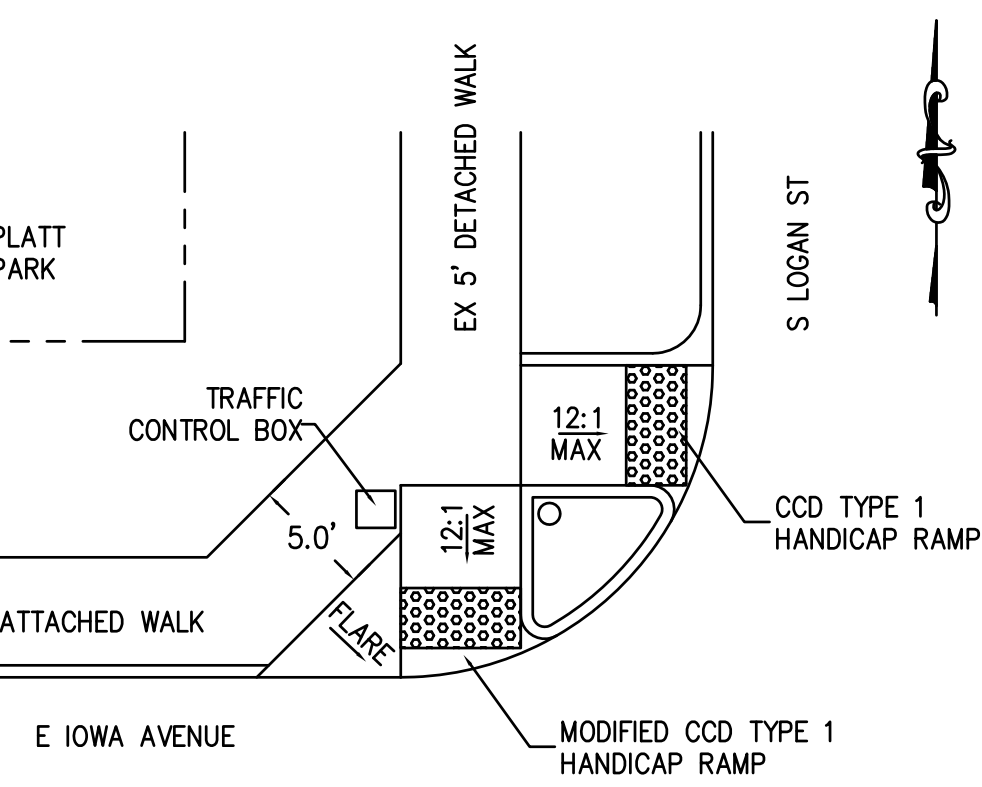 EX 5' DETACHED WALK
S LOGAN ST
PLATT
PARK
TRAFFIC
CONTROL BOX
12:1
MAX
5.0'
12:1
MAX
CCD TYPE 1
HANDICAP RAMP
ATTACHED WALK
FLARE
E IOWA AVENUE
MODIFIED CCD TYPE 1
HANDICAP RAMP